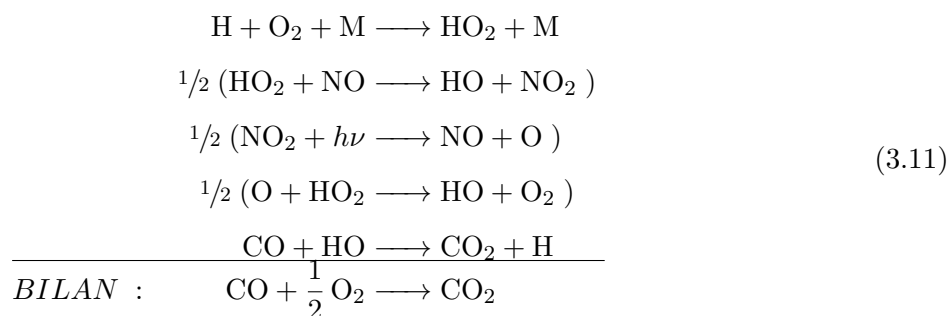 H + O₂ + M ⟶ HO₂ + M
1/2 (HO₂ + NO ⟶ HO + NO₂ )
1/2 (NO₂ + hν ⟶ NO + O )
(3.11)
1/2 (O + HO₂ ⟶ HO + O₂ )
CO + HO ⟶ CO₂ + H
BILAN : CO + 1/2 O₂ ⟶ CO₂